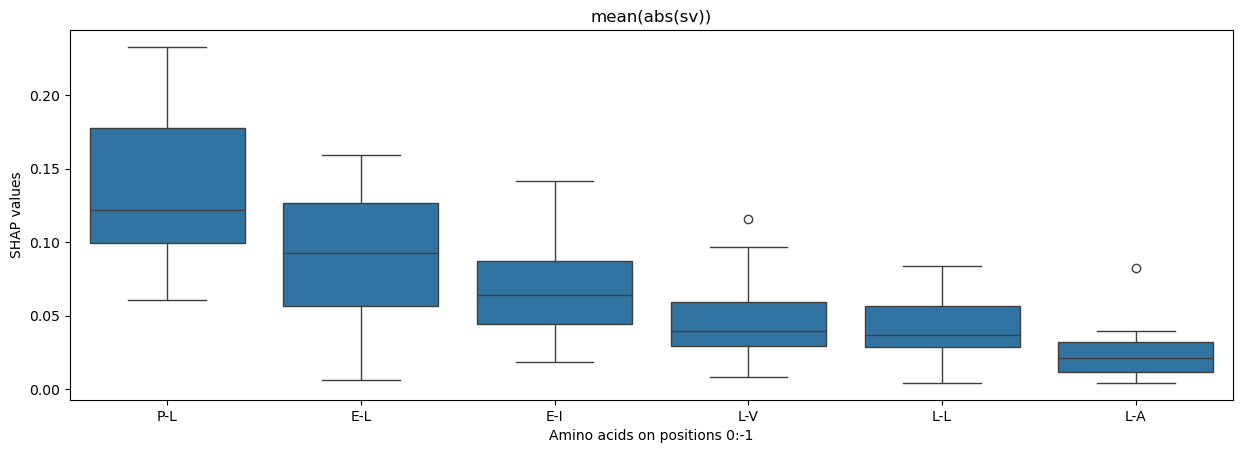 mean(abs(sv))
SHAP values
0.20
0.15
0.10
0.05
0.00
P-L E-L E-I L-V L-L L-A
Amino acids on positions 0:-1